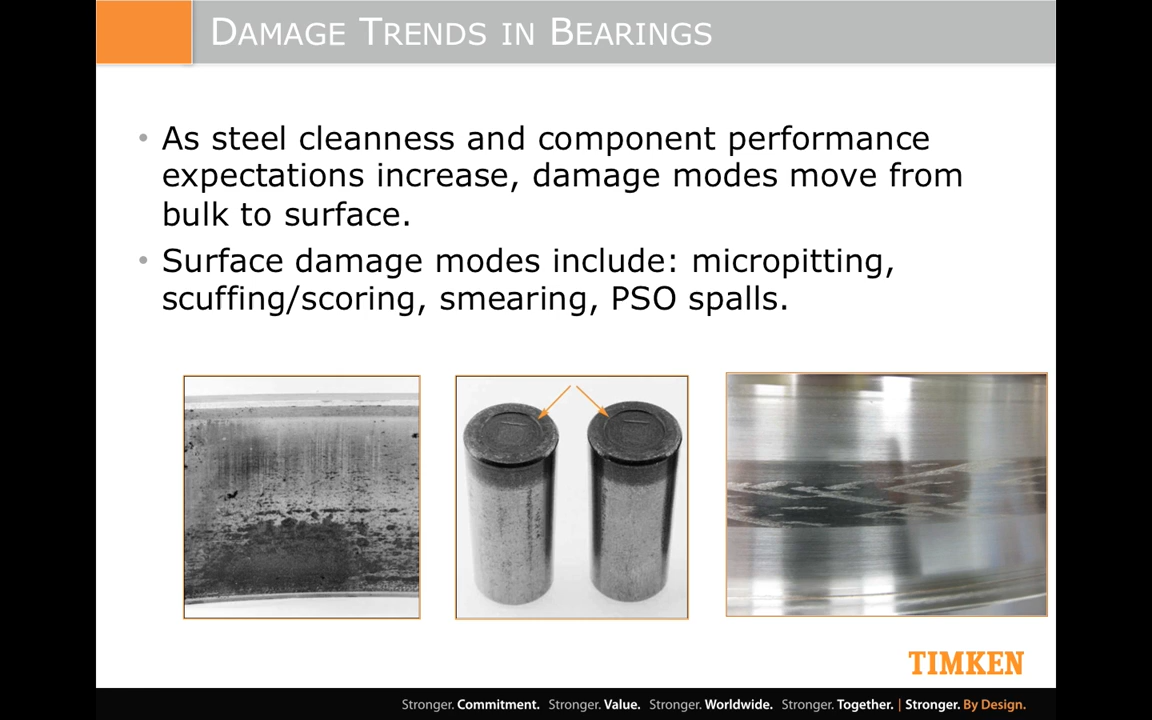 DAMAGE TRENDS IN BEARINGS
• As steel cleanness and component performance
expectations increase, damage modes move from
bulk to surface.
• Surface damage modes include: micropitting,
scuffing/scoring, smearing, PSO spalls.
TIMKEN
Stronger. Commitment. Stronger. Value. Stronger. Worldwide. Stronger. Together. | Stronger. By Design.